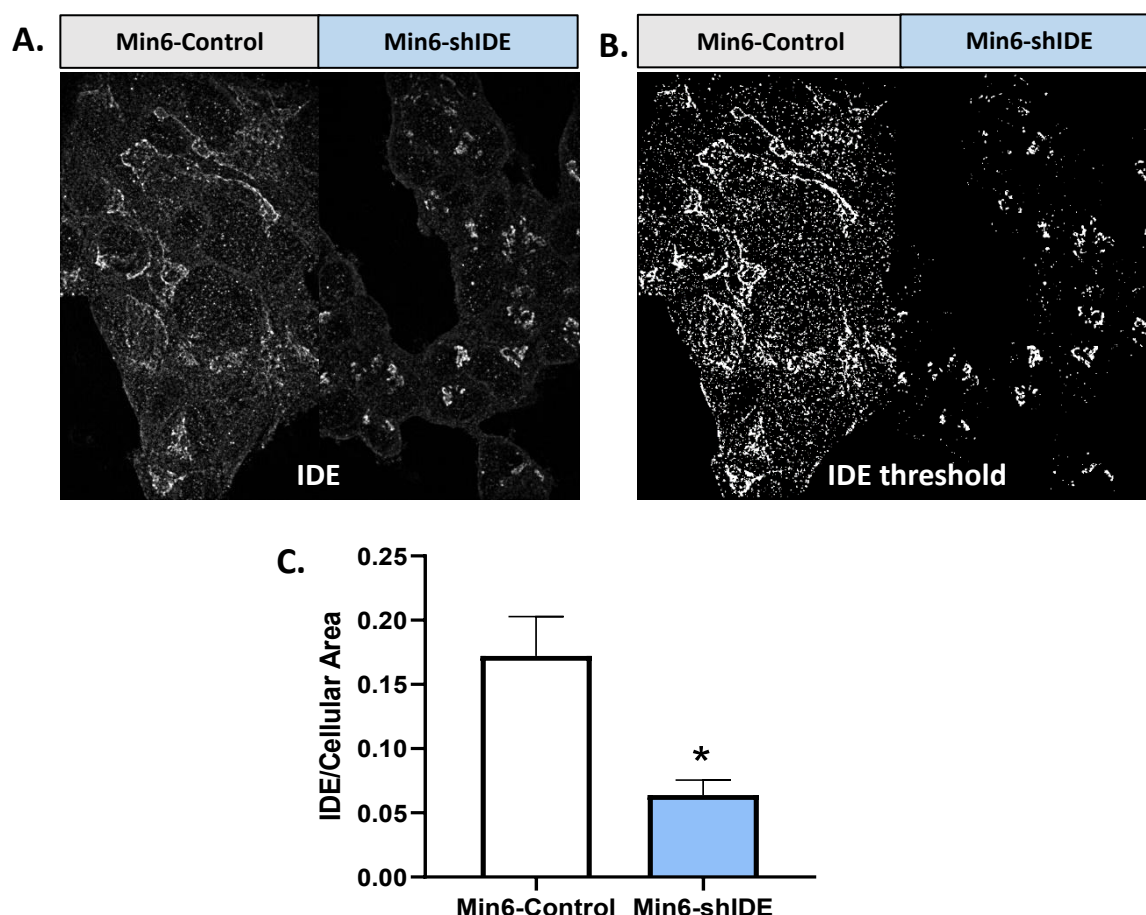 A.
Min6-Control Min6-shIDE
IDE
B.
Min6-Control Min6-shIDE
IDE threshold
C.
IDE/Cellular Area
0.25
0.20
0.15
0.10
0.05
0.00
*
Min6-Control Min6-shIDE